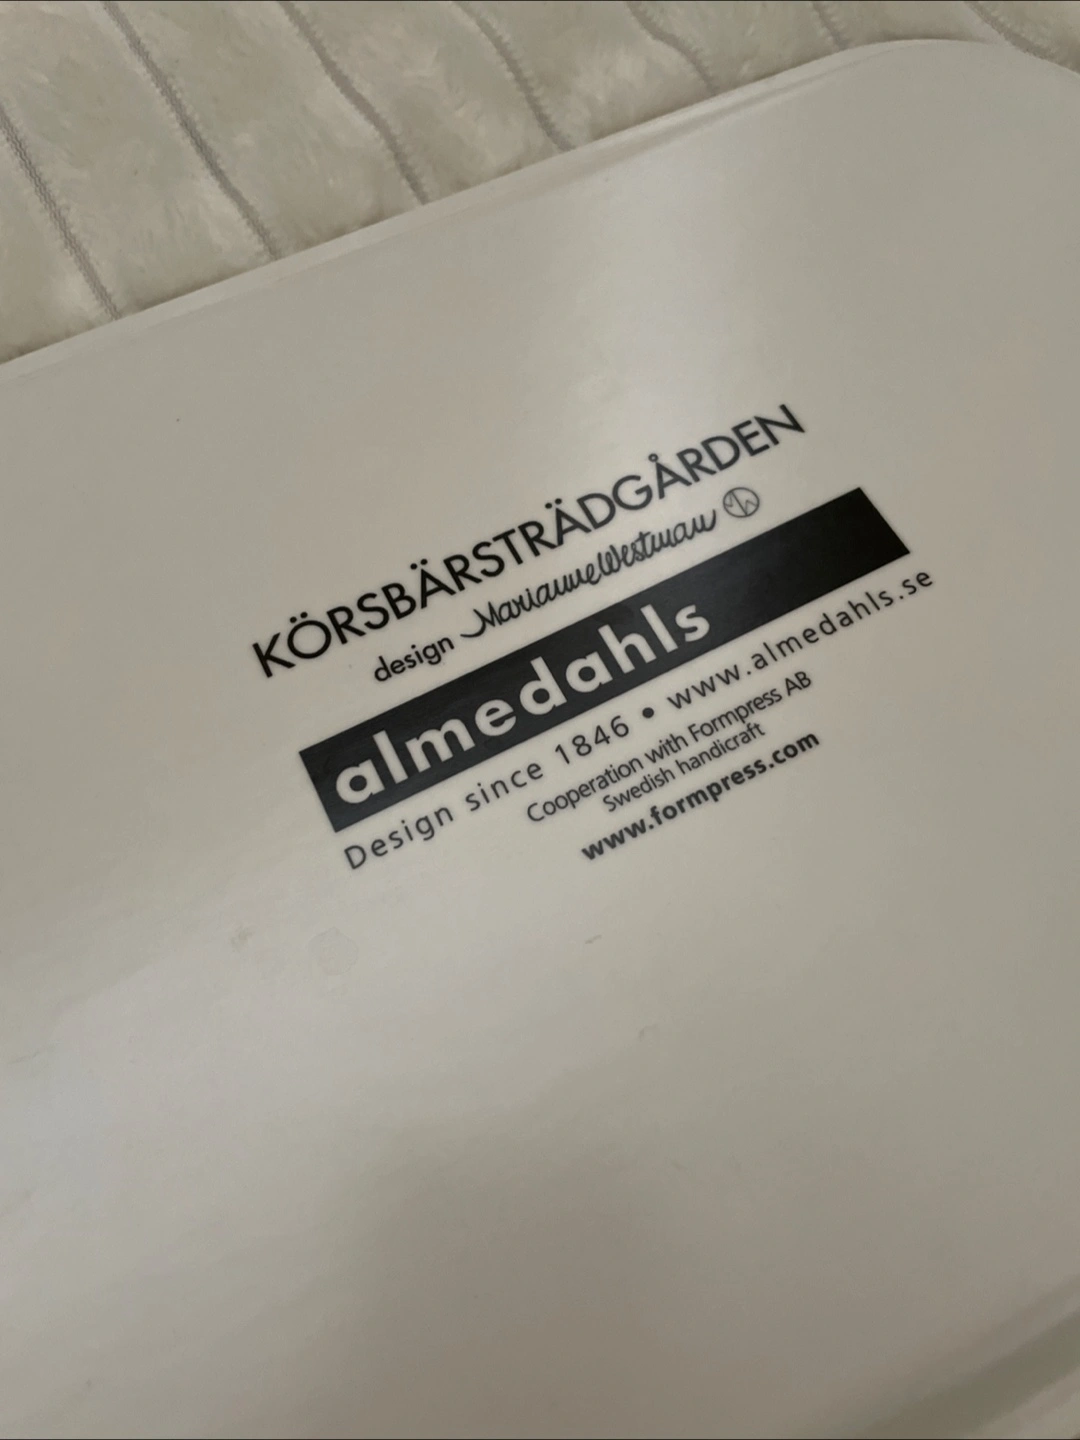 KÖRSBÄRSTRÄDGÅRDEN
design Marianne Westman MW
almedahls
Design since 1846 • www.almedahls.se
Cooperation with Formpress AB
Swedish handicraft
www.formpress.com